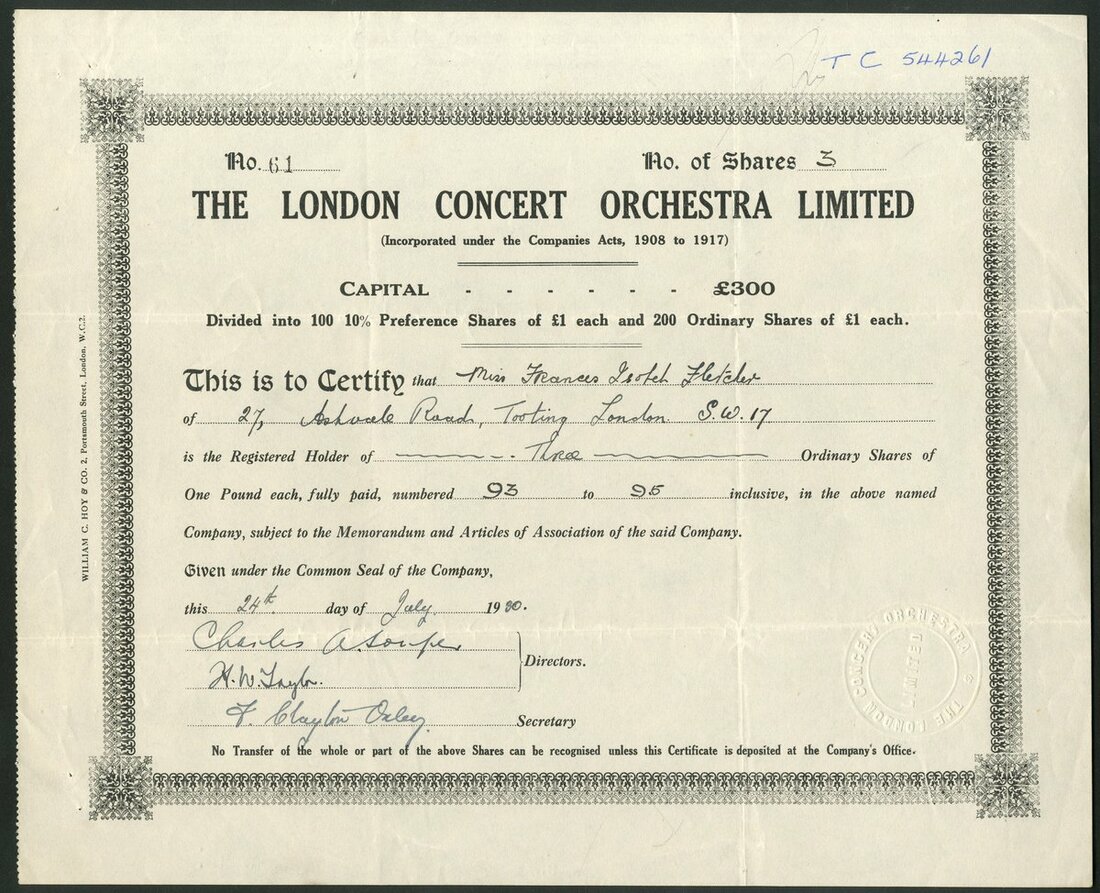 T C 544261
No. 61 No. of Shares 3
THE LONDON CONCERT ORCHESTRA LIMITED
(Incorporated under the Companies Acts, 1908 to 1917)
CAPITAL - - - - - - £300
Divided into 100 10% Preference Shares of £1 each and 200 Ordinary Shares of £1 each.
This is to Certify that Miss Frances Isobel Fletcher
of 27, Ashvale Road, Tooting London S.W. 17
is the Registered Holder of Three Ordinary Shares of
One Pound each, fully paid, numbered 93 to 95 inclusive, in the above named
Company, subject to the Memorandum and Articles of Association of the said Company.
Given under the Common Seal of the Company,
this 24th day of July 19
Charles A.
H. W. Taylor.
Directors.
F. Clayton Secretary
No Transfer of the whole or part of the above Shares can be recognised unless this Certificate is deposited at the Company's Office.
WILLIAM C. HOY & CO. 2, Portsmouth Street, London, W.C.2.
THE LONDON CONCERT ORCHESTRA
LIMITED